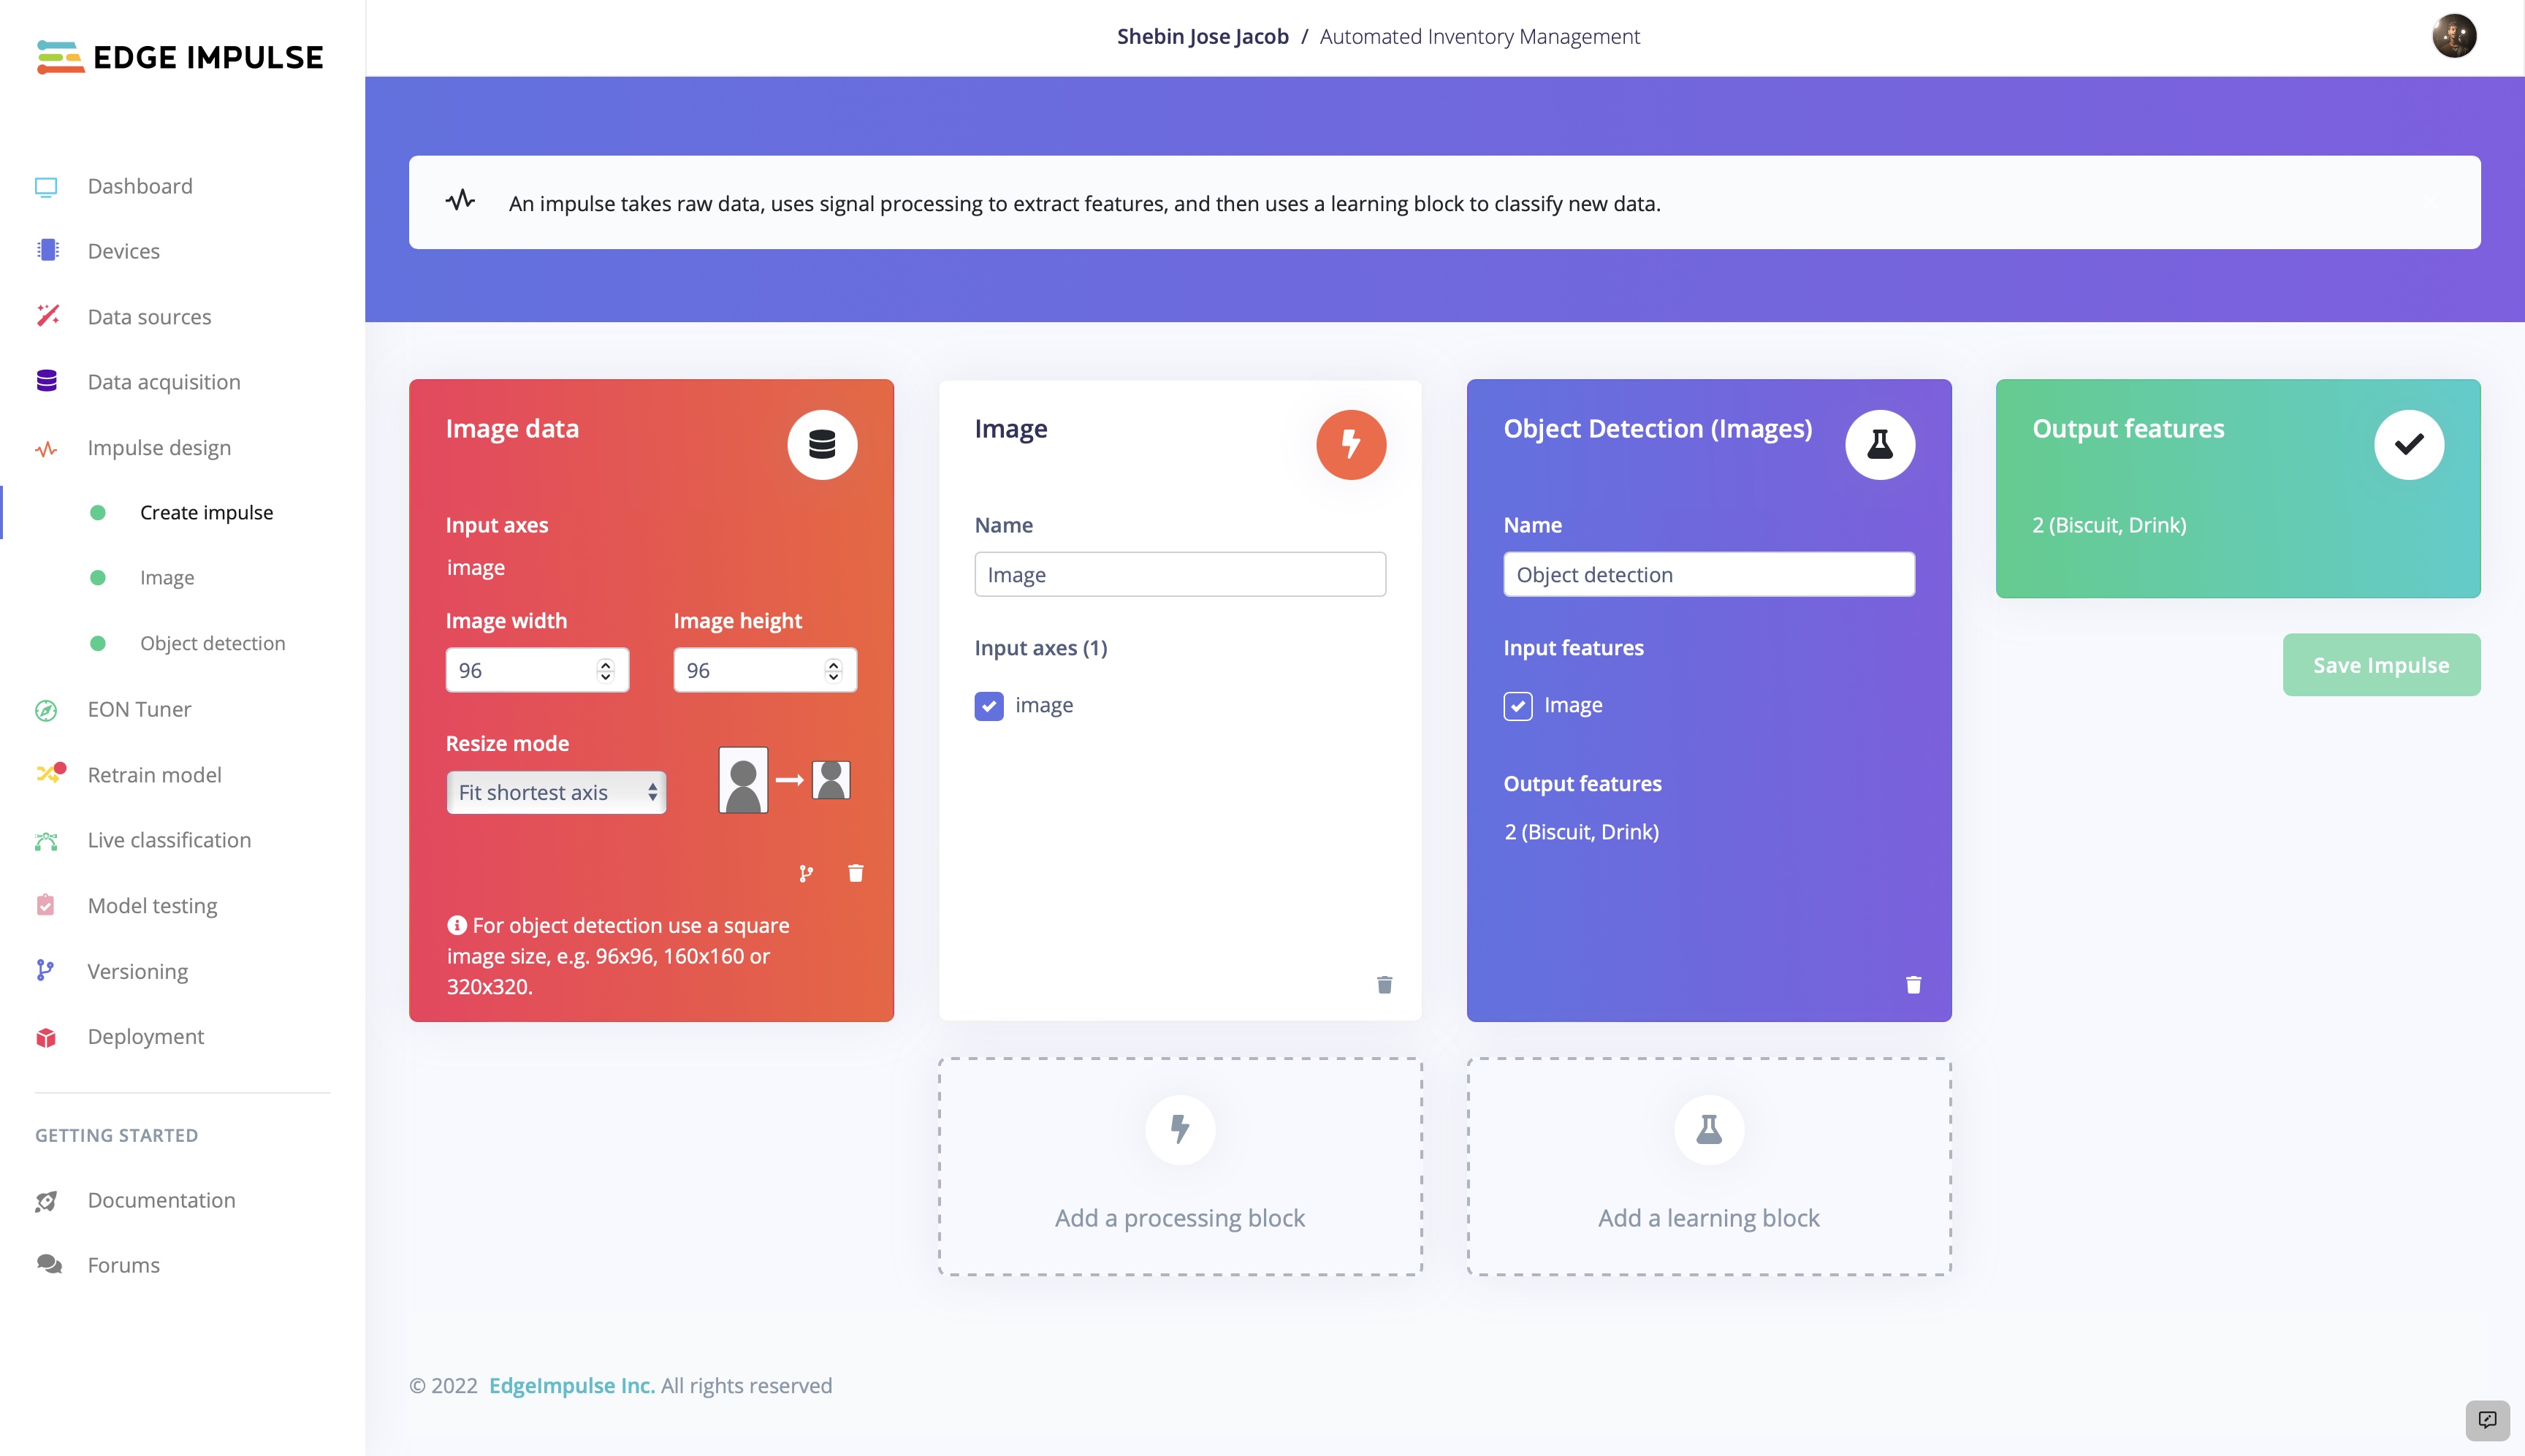 EDGE IMPULSE
Dashboard
Devices
Data sources
Data acquisition
Impulse design
Create impulse
Image
Object detection
EON Tuner
Retrain model
Live classification
Model testing
Versioning
Deployment
GETTING STARTED
Documentation
Forums
Shebin Jose Jacob / Automated Inventory Management
An impulse takes raw data, uses signal processing to extract features, and then uses a learning block to classify new data.
Image data
Input axes
image
Image width
Image height
96
96
Resize mode
Fit shortest axis
For object detection use a square
image size, e.g. 96x96, 160x160 or
320x320.
Image
Name
Image
Input axes (1)
image
Object Detection (Images)
Name
Object detection
Input features
Image
Output features
2 (Biscuit, Drink)
Output features
2 (Biscuit, Drink)
Save Impulse
Add a processing block
Add a learning block
© 2022 EdgeImpulse Inc. All rights reserved